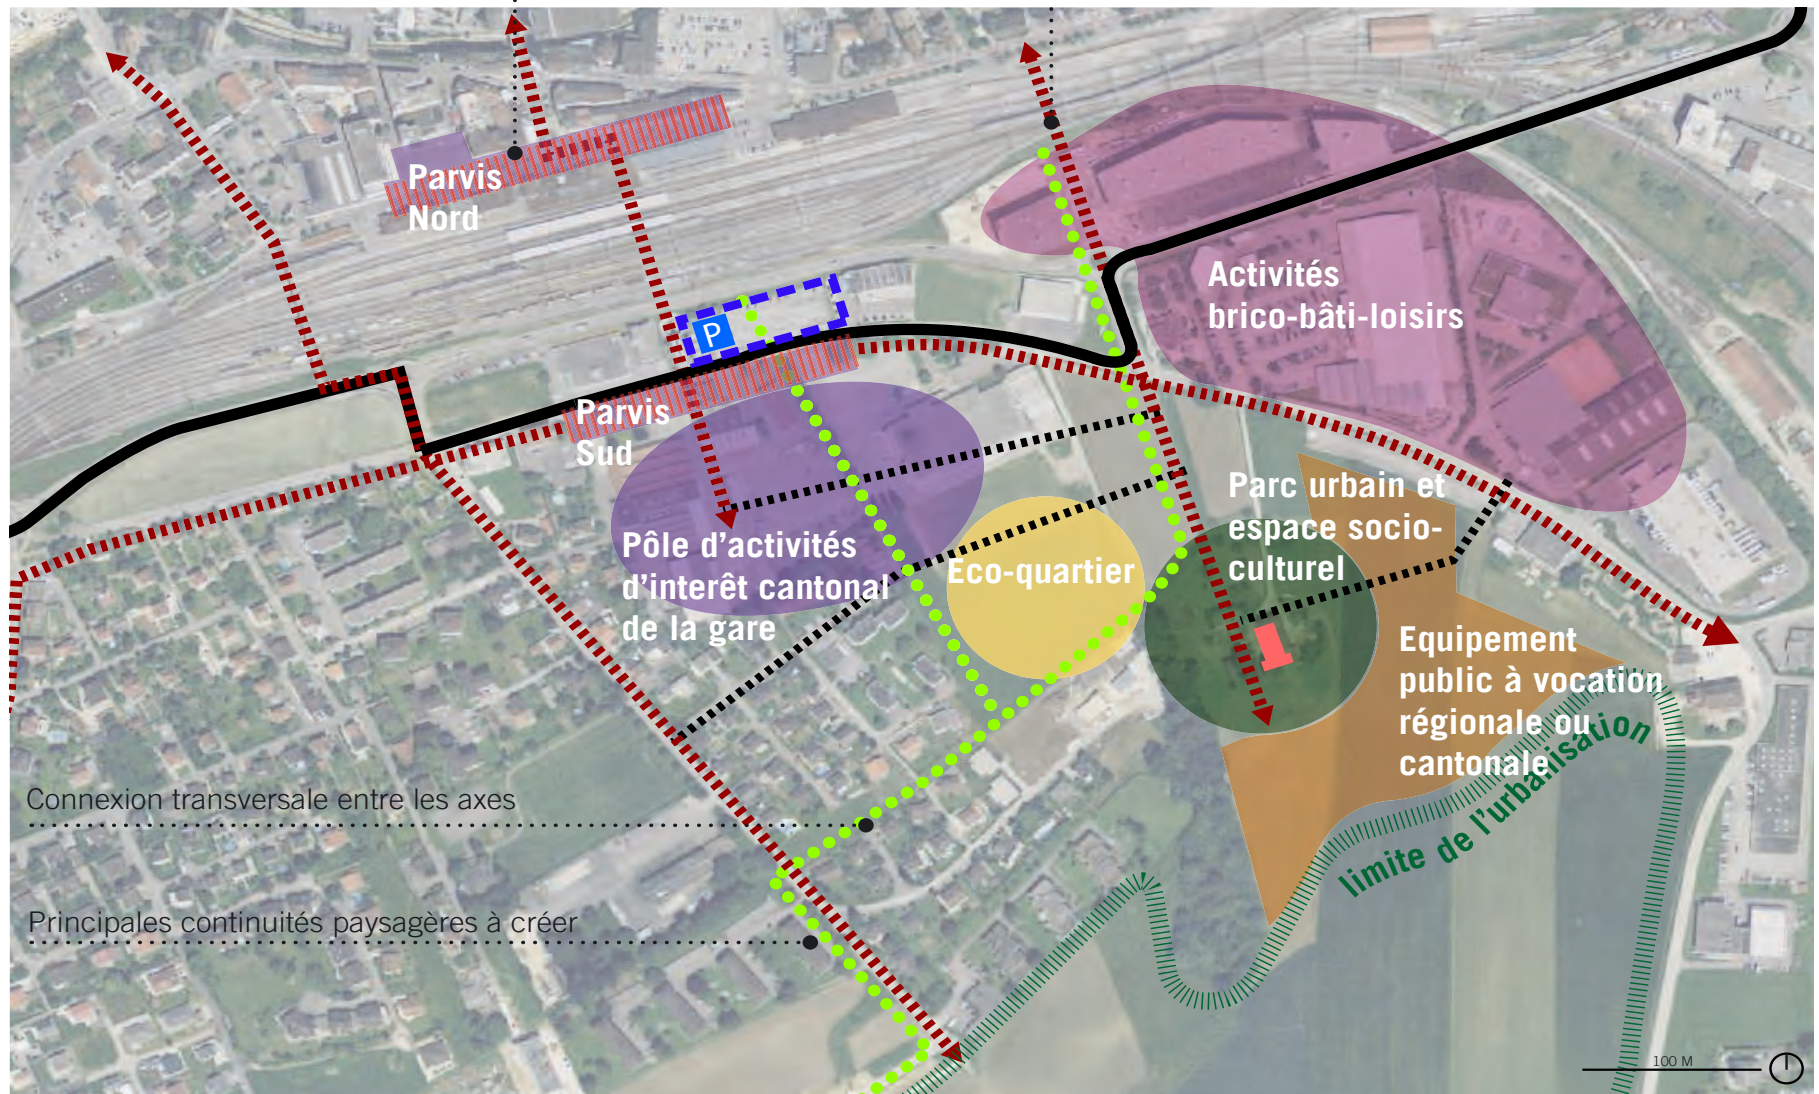 Parvis
Nord
Activités
brico-bâti-loisirs
P
Parvis
Sud
Parc urbain et
espace socio-
culturel
Pôle d’activités
d’interêt cantonal
de la gare
Eco-quartier
Equipement
public à vocation
régionale ou
cantonale
limite de l’urbanisation
Connexion transversale entre les axes
Principales continuités paysagères à créer
100 M